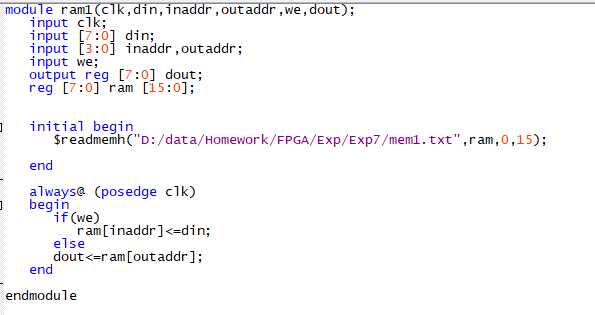 module ram1(clk,din,inaddr,outaddr,we,dout);
input clk;
input [7:0] din;
input [3:0] inaddr,outaddr;
input we;
output reg [7:0] dout;
reg [7:0] ram [15:0];
initial begin
$readmemh("D:/data/Homework/FPGA/Exp/Exp7/mem1.txt",ram,0,15);
end
always@ (posedge clk)
begin
if(we)
ram[inaddr]<=din;
else
dout<=ram[outaddr];
end
endmodule